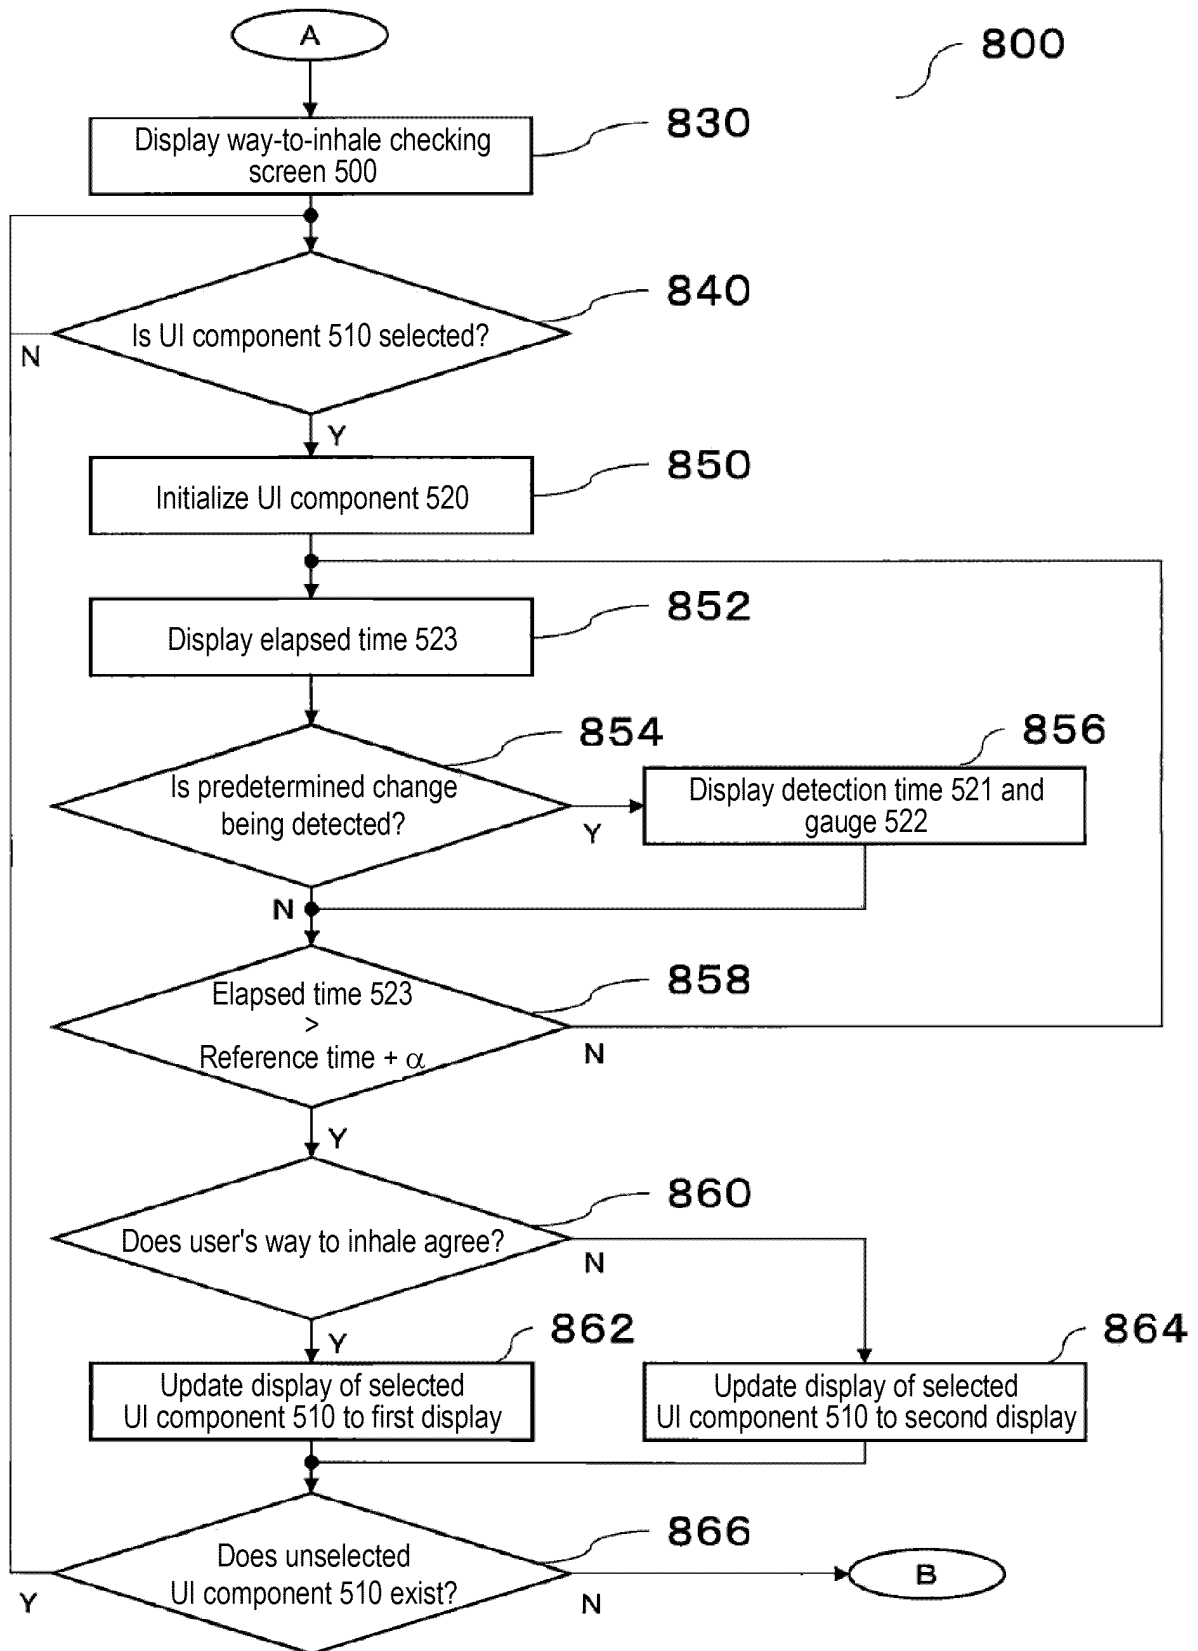 A
800
Display way-to-inhale checking
screen 500
830
Is UI component 510 selected?
840
N
Y
Initialize UI component 520
850
Display elapsed time 523
852
Is predetermined change
being detected?
854
Y
N
Display detection time 521 and
gauge 522
856
Elapsed time 523
>
Reference time + α
858
N
Y
Does user's way to inhale agree?
860
N
Y
Update display of selected
UI component 510 to first display
862
Update display of selected
UI component 510 to second display
864
Does unselected
UI component 510 exist?
866
Y
N
B